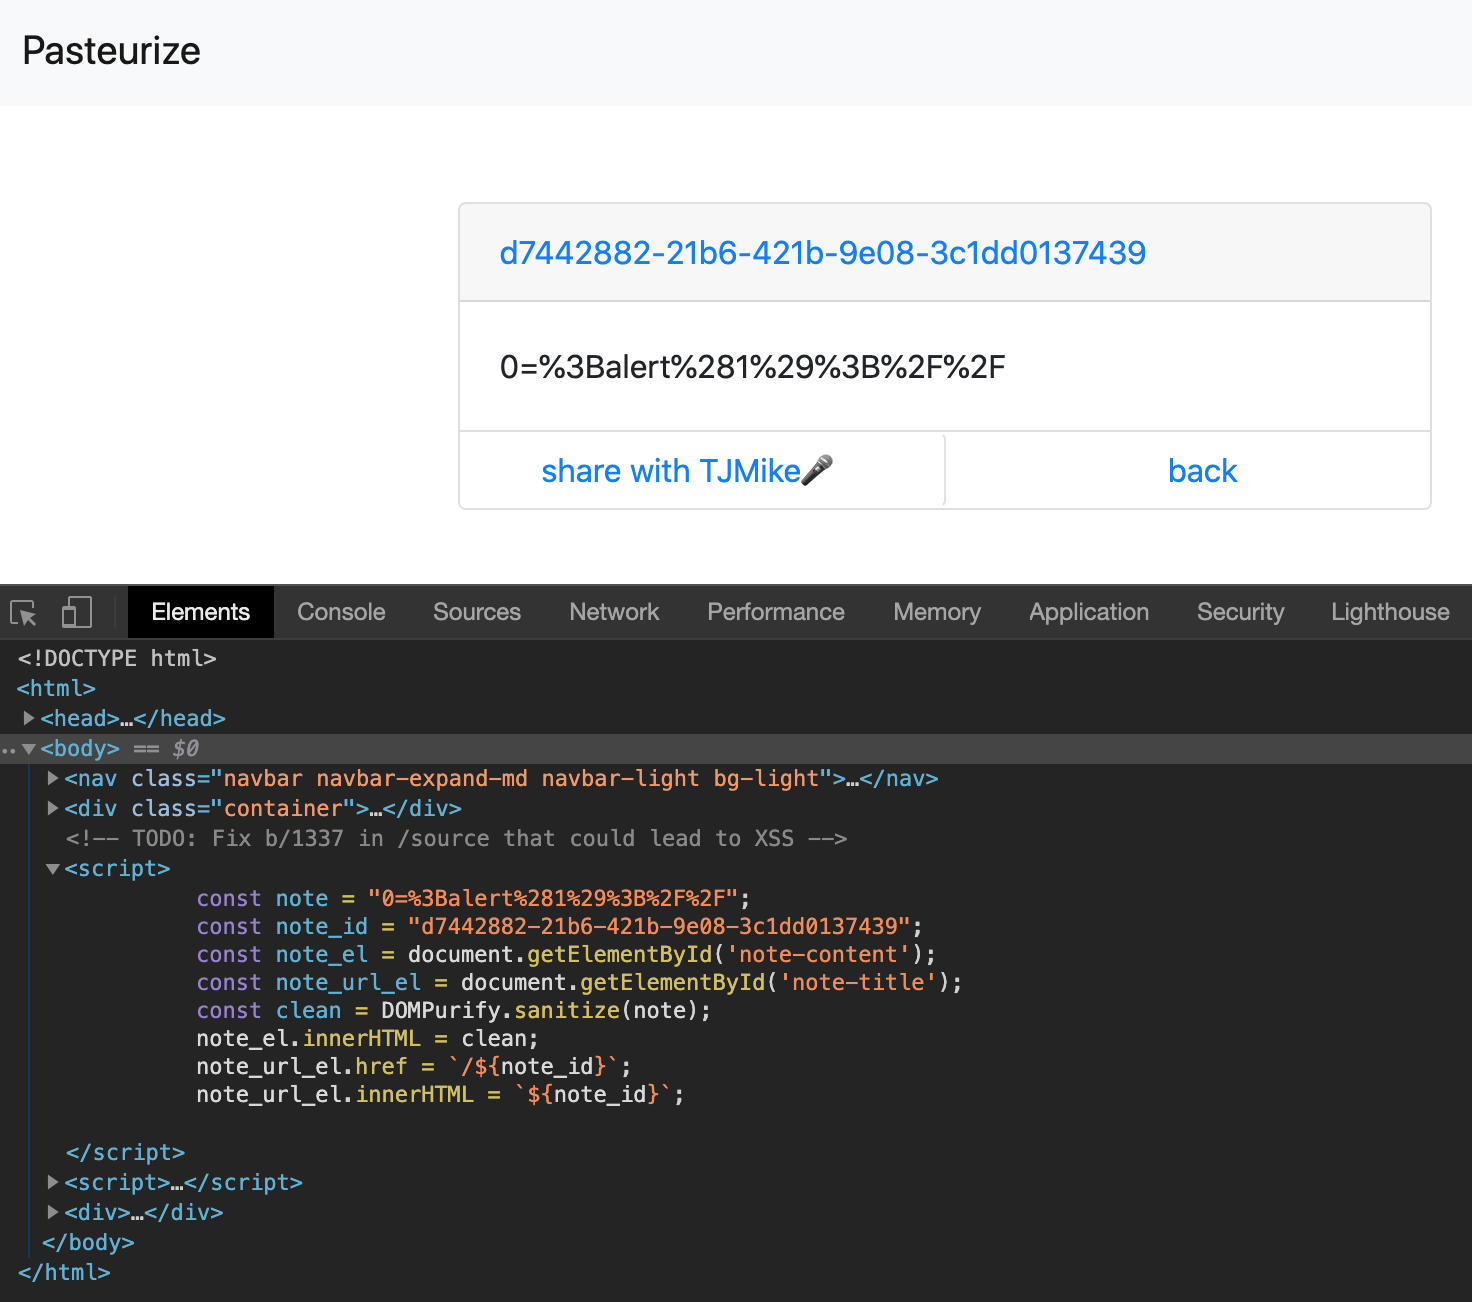 Pasteurize
d7442882-21b6-421b-9e08-3c1dd0137439
0=%3Balert%281%29%3B%2F%2F
share with TJMike🎤 back
Elements Console Sources Network Performance Memory Application Security Lighthouse
<!DOCTYPE html>
<html>
<head>…</head>
<body> == $0
<nav class="navbar navbar-expand-md navbar-light bg-light">…</nav>
<div class="container">…</div>
<!-- TODO: Fix b/1337 in /source that could lead to XSS -->
<script>
const note = "0=%3Balert%281%29%3B%2F%2F";
const note_id = "d7442882-21b6-421b-9e08-3c1dd0137439";
const note_el = document.getElementById('note-content');
const note_url_el = document.getElementById('note-title');
const clean = DOMPurify.sanitize(note);
note_el.innerHTML = clean;
note_url_el.href = `/${note_id}`;
note_url_el.innerHTML = `${note_id}`;
</script>
<script>…</script>
<div>…</div>
</body>
</html>